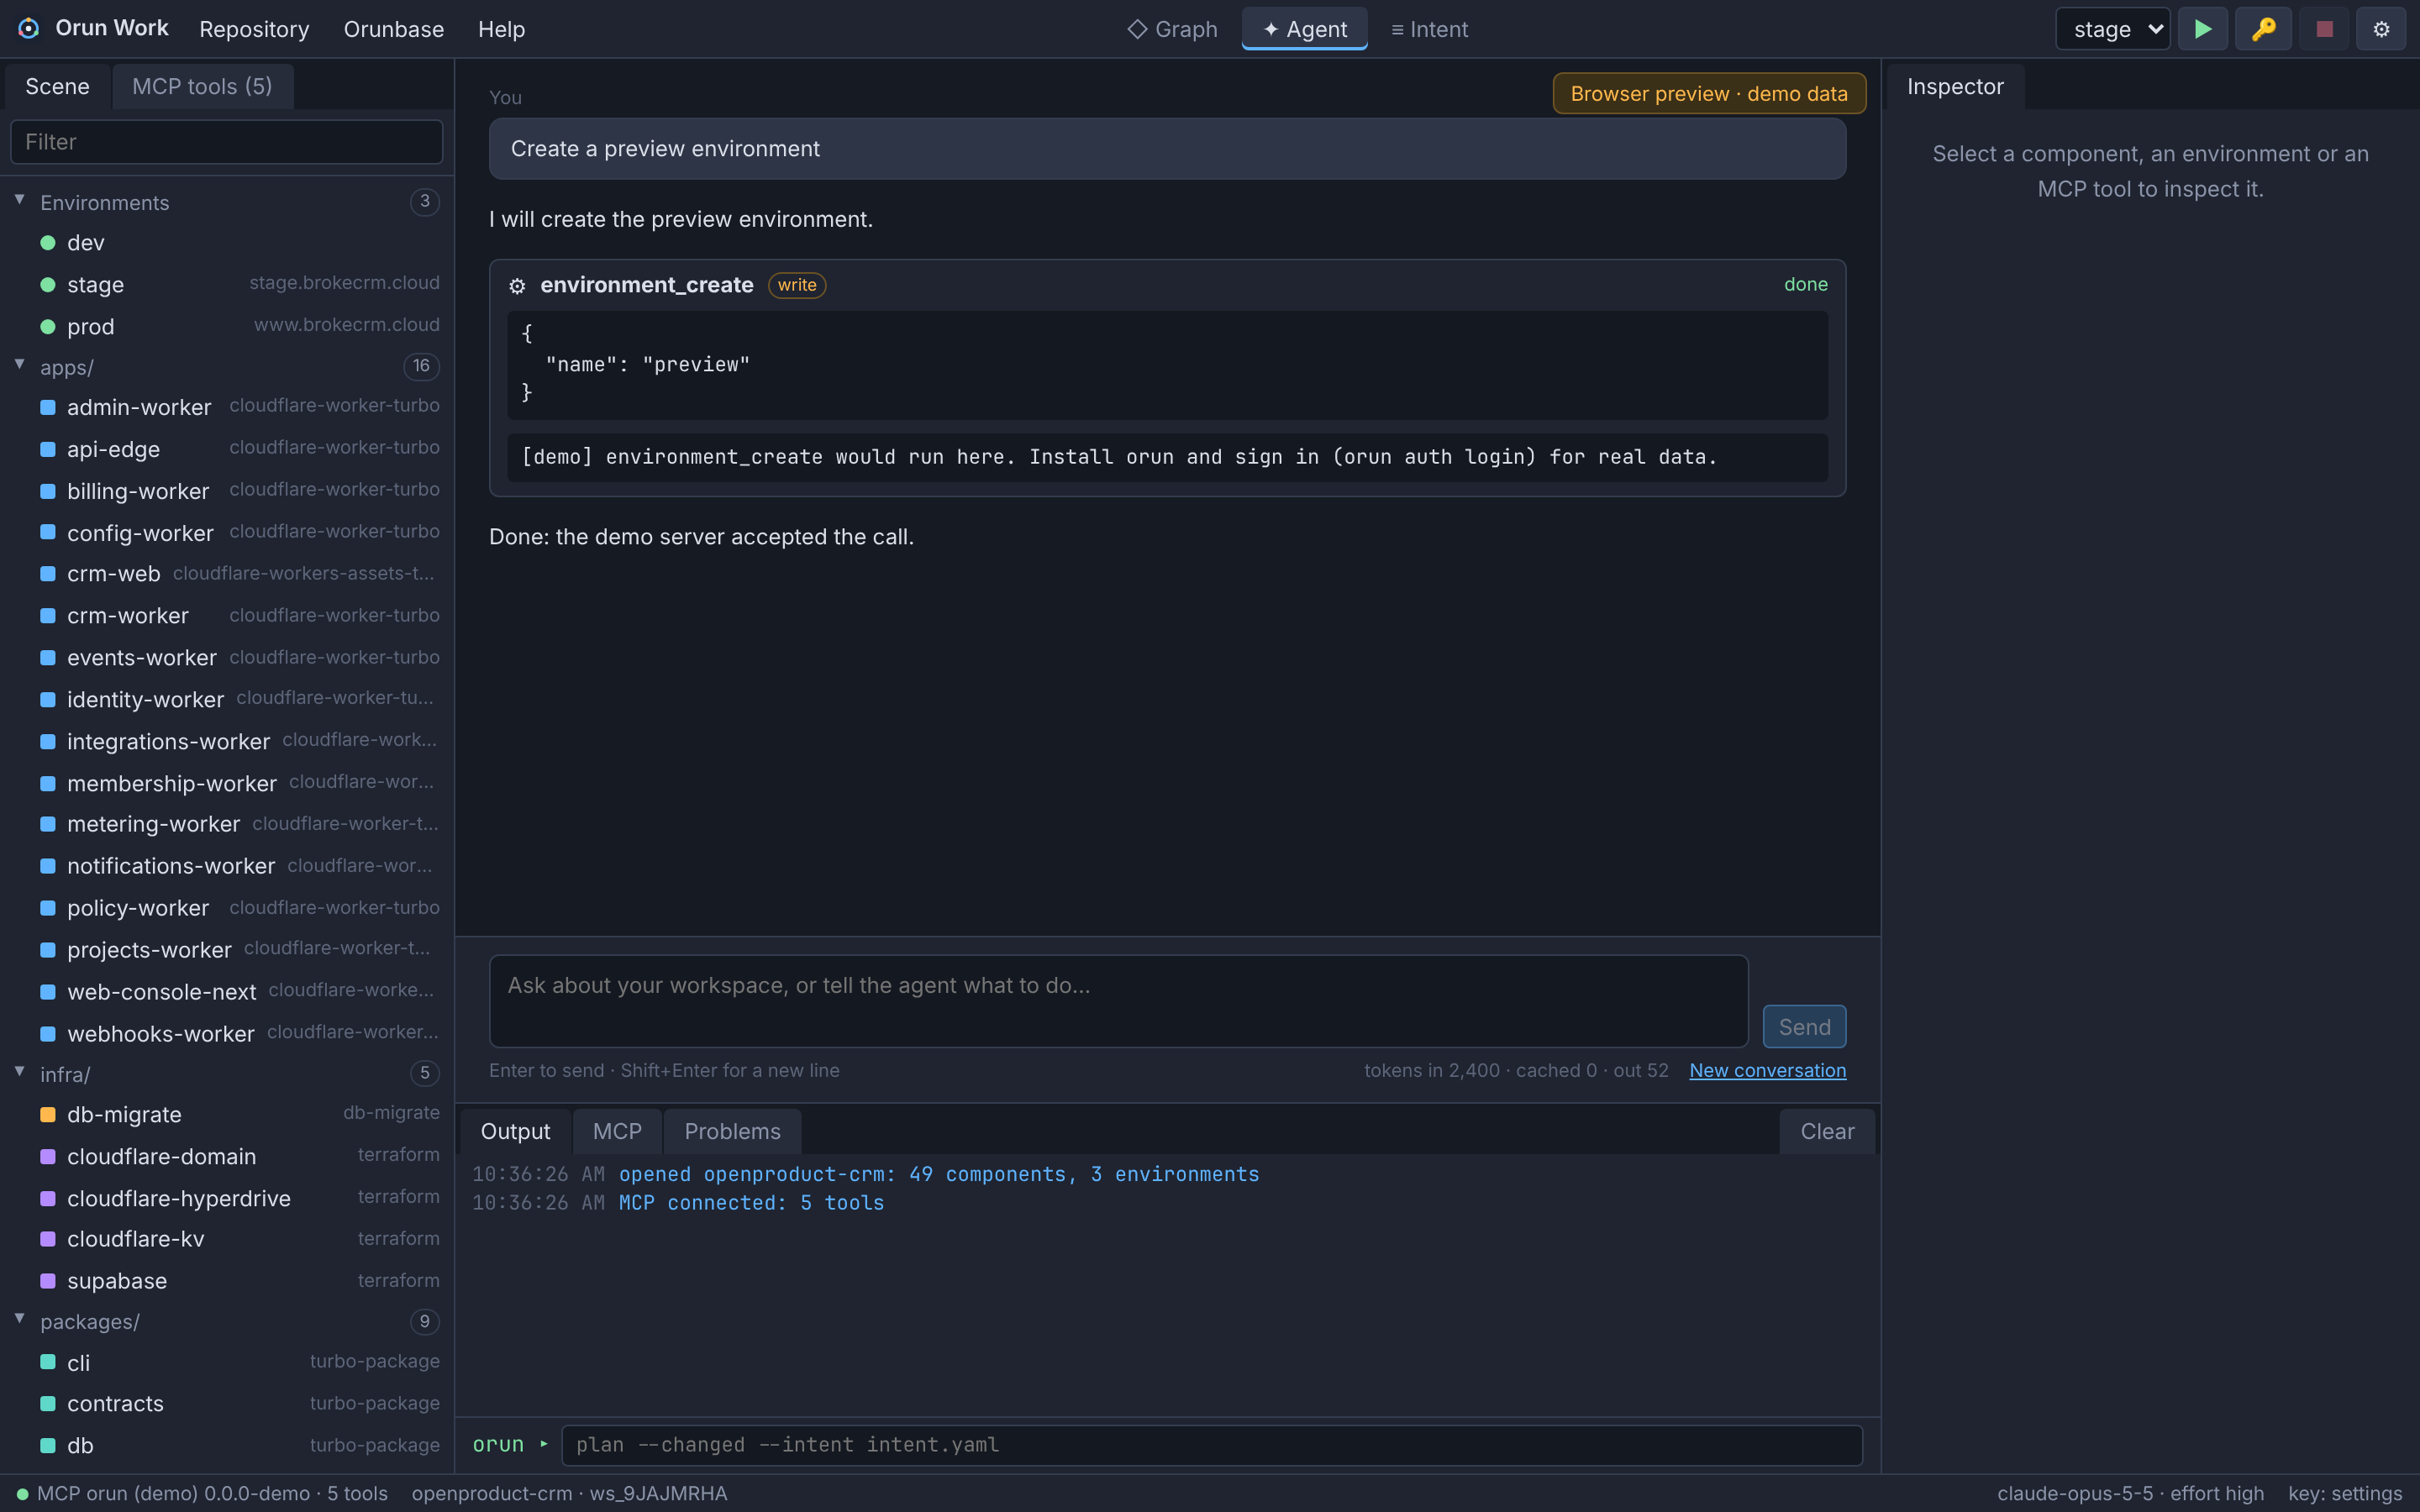 Orun Work Repository Orunbase Help
◇ Graph ✦ Agent ≡ Intent
stage
Scene MCP tools (5)
Filter
Environments 3
dev
stage stage.brokecrm.cloud
prod www.brokecrm.cloud
apps/ 16
admin-worker cloudflare-worker-turbo
api-edge cloudflare-worker-turbo
billing-worker cloudflare-worker-turbo
config-worker cloudflare-worker-turbo
crm-web cloudflare-workers-assets-t...
crm-worker cloudflare-worker-turbo
events-worker cloudflare-worker-turbo
identity-worker cloudflare-worker-tu...
integrations-worker cloudflare-work...
membership-worker cloudflare-wor...
metering-worker cloudflare-worker-t...
notifications-worker cloudflare-wor...
policy-worker cloudflare-worker-turbo
projects-worker cloudflare-worker-t...
web-console-next cloudflare-worke...
webhooks-worker cloudflare-worker...
infra/ 5
db-migrate db-migrate
cloudflare-domain terraform
cloudflare-hyperdrive terraform
cloudflare-kv terraform
supabase terraform
packages/ 9
cli turbo-package
contracts turbo-package
db turbo-package
Browser preview · demo data
You
Create a preview environment
I will create the preview environment.
environment_create write done
{
"name": "preview"
}
[demo] environment_create would run here. Install orun and sign in (orun auth login) for real data.
Done: the demo server accepted the call.
Ask about your workspace, or tell the agent what to do...
Send
Enter to send · Shift+Enter for a new line
tokens in 2,400 · cached 0 · out 52 New conversation
Output MCP Problems Clear
10:36:26 AM opened openproduct-crm: 49 components, 3 environments
10:36:26 AM MCP connected: 5 tools
orun ▸ plan --changed --intent intent.yaml
Inspector
Select a component, an environment or an
MCP tool to inspect it.
MCP orun (demo) 0.0.0-demo · 5 tools openproduct-crm · ws_9JAJMRHA
claude-opus-5-5 · effort high key: settings